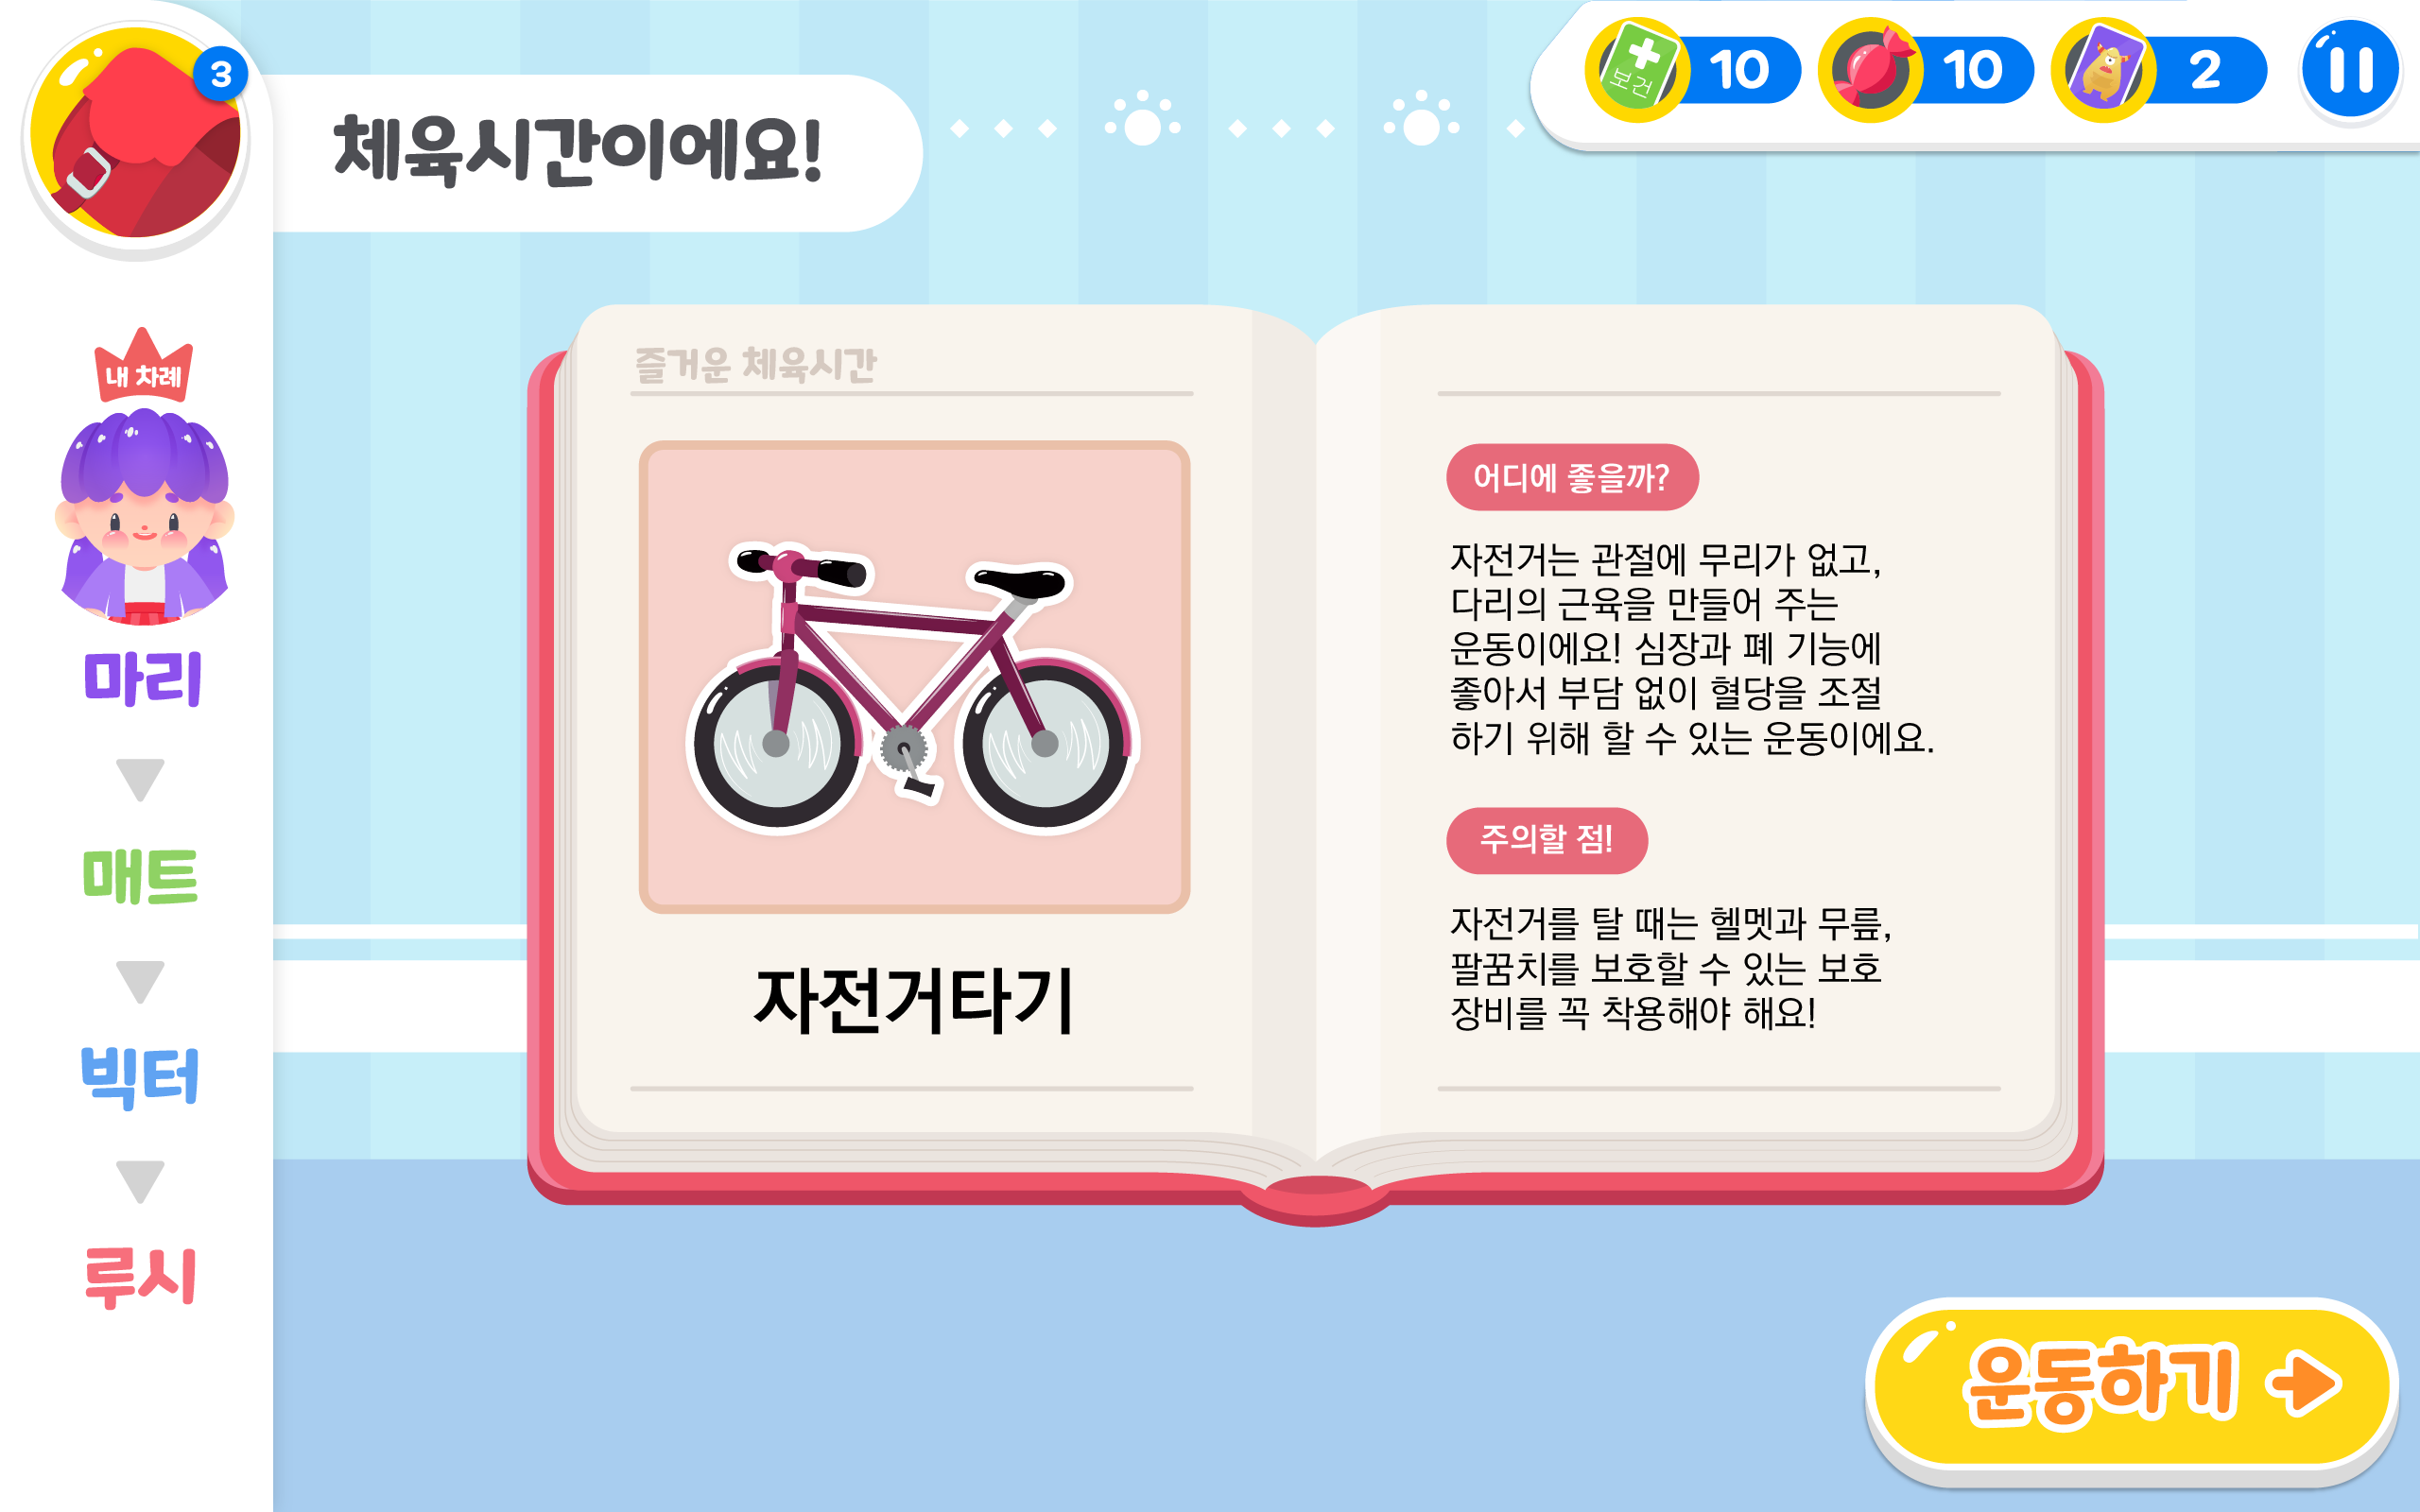 3
체육시간이에요!
보건
10
10
2
내 차례
마리
매트
빅터
루시
즐거운 체육시간
자전거타기
어디에 좋을까?
자전거는 관절에 무리가 없고,
다리의 근육을 만들어 주는
운동이에요! 심장과 폐 기능에
좋아서 부담 없이 혈당을 조절
하기 위해 할 수 있는 운동이에요.
주의할 점!
자전거를 탈 때는 헬멧과 무릎,
팔꿈치를 보호할 수 있는 보호
장비를 꼭 착용해야 해요!
운동하기